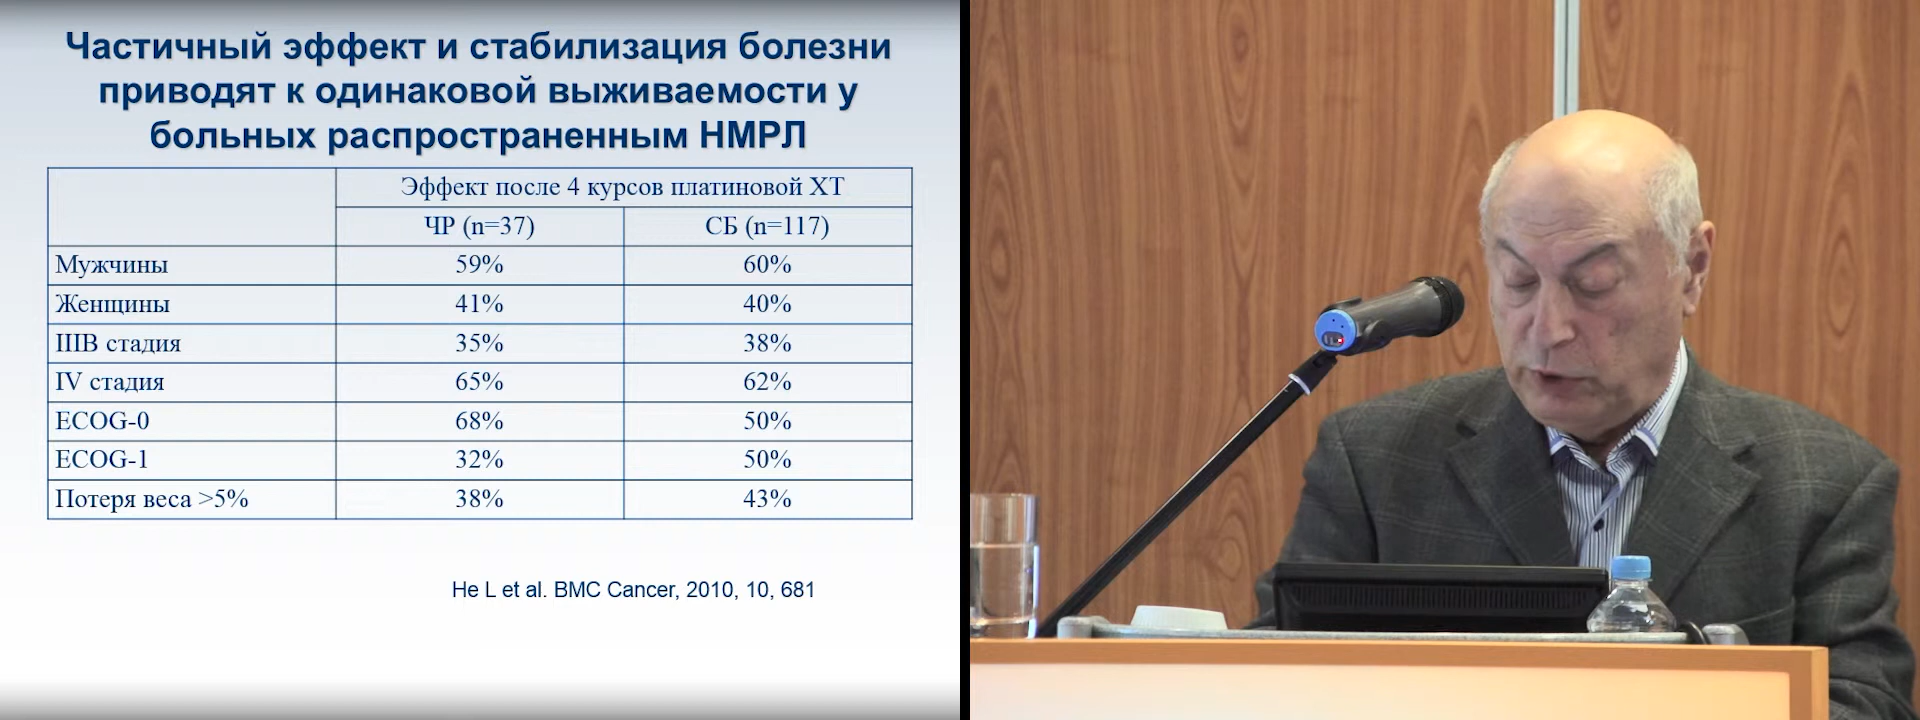 Частичный эффект и стабилизация болезни
приводят к одинаковой выживаемости у
больных распространенным НМРЛ
Эффект после 4 курсов платиновой ХТ
ЧР (n=37) СБ (n=117)
Мужчины 59% 60%
Женщины 41% 40%
IIIB стадия 35% 38%
IV стадия 65% 62%
ECOG-0 68% 50%
ECOG-1 32% 50%
Потеря веса >5% 38% 43%
He L et al. BMC Cancer, 2010, 10, 681